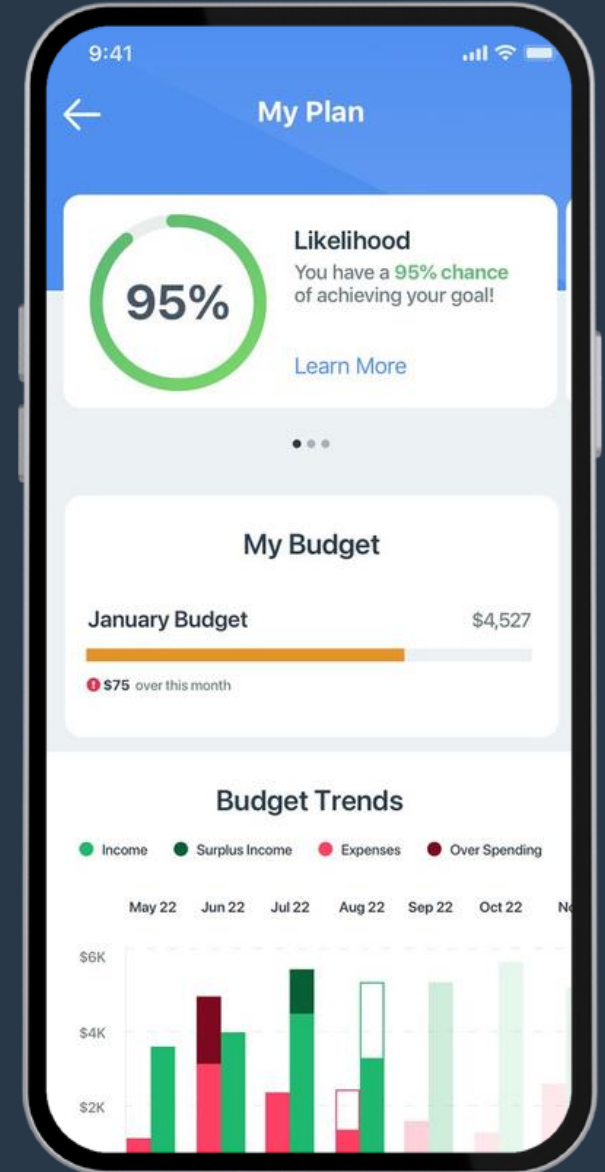 9:41
My Plan
95%
Likelihood
You have a 95% chance
of achieving your goal!
Learn More
My Budget
January Budget $4,527
$75 over this month
Budget Trends
Income Surplus Income Expenses Over Spending
May 22 Jun 22 Jul 22 Aug 22 Sep 22 Oct 22
$6K
$4K
$2K